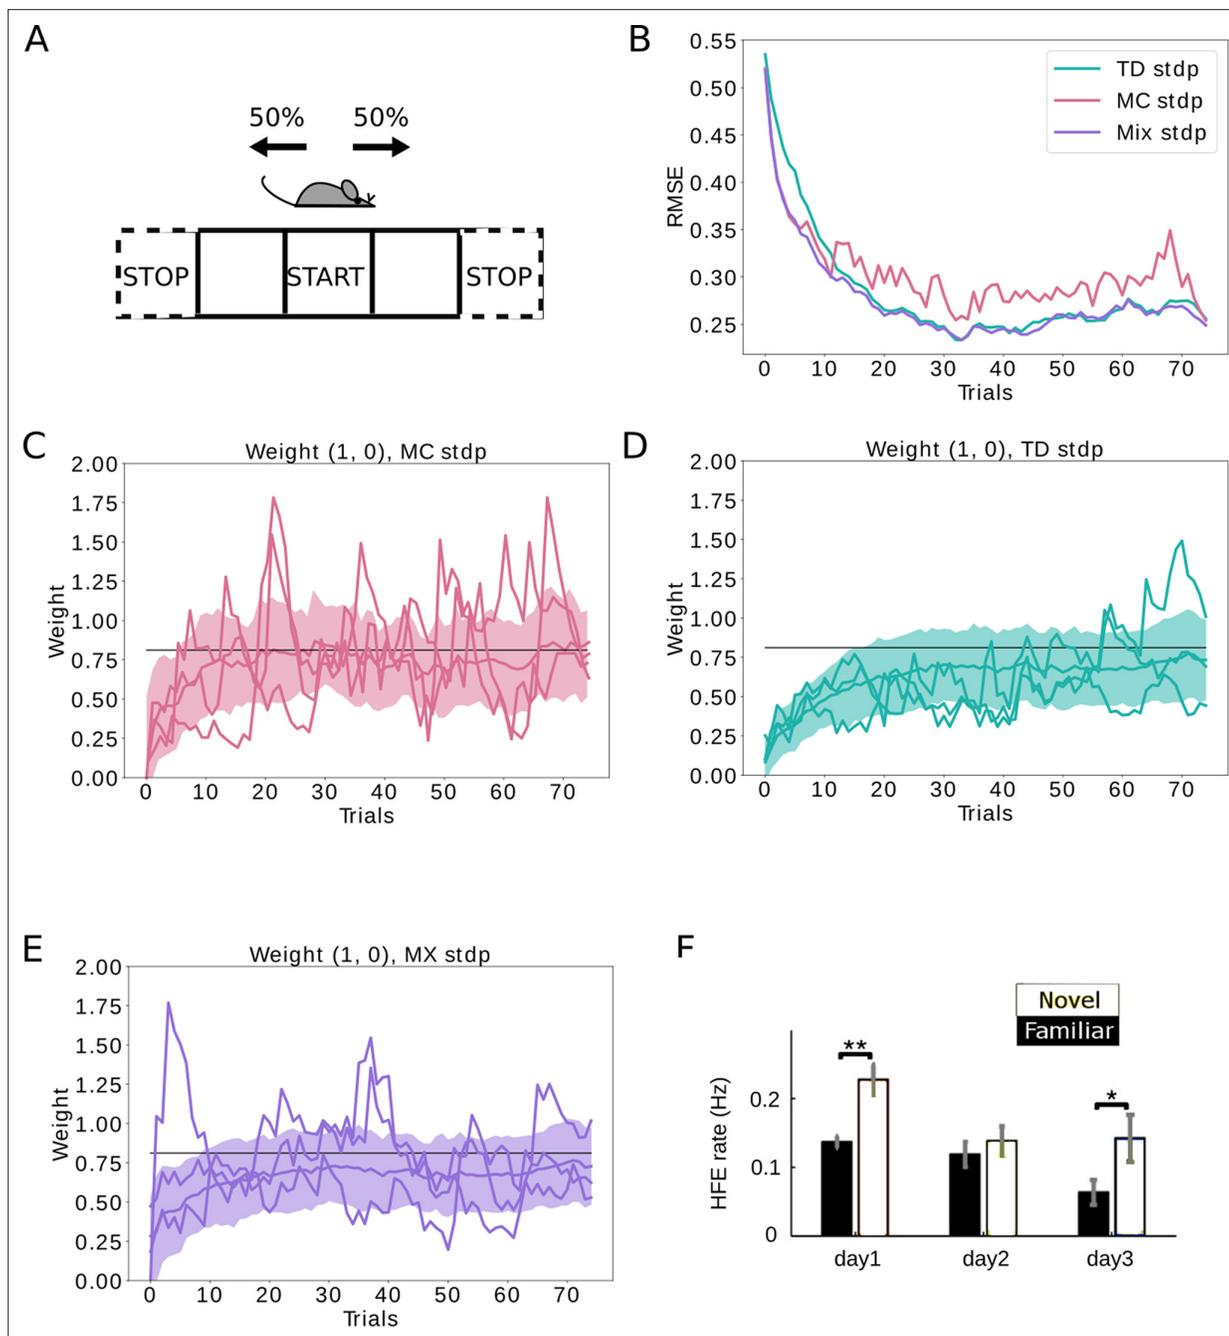 A
50% 50%
STOP START STOP
B
0.55
0.50
0.45
0.40
0.35
0.30
0.25
RMSE
TD stdp
MC stdp
Mix stdp
0 10 20 30 40 50 60 70
Trials
C
Weight (1, 0), MC stdp
2.00
1.75
1.50
1.25
1.00
0.75
0.50
0.25
0.00
Weight
0 10 20 30 40 50 60 70
Trials
D
Weight (1, 0), TD stdp
2.00
1.75
1.50
1.25
1.00
0.75
0.50
0.25
0.00
Weight
0 10 20 30 40 50 60 70
Trials
E
Weight (1, 0), MX stdp
2.00
1.75
1.50
1.25
1.00
0.75
0.50
0.25
0.00
Weight
0 10 20 30 40 50 60 70
Trials
F
Novel
Familiar
**
*
0.2
0.1
0
HFE rate (Hz)
day1 day2 day3